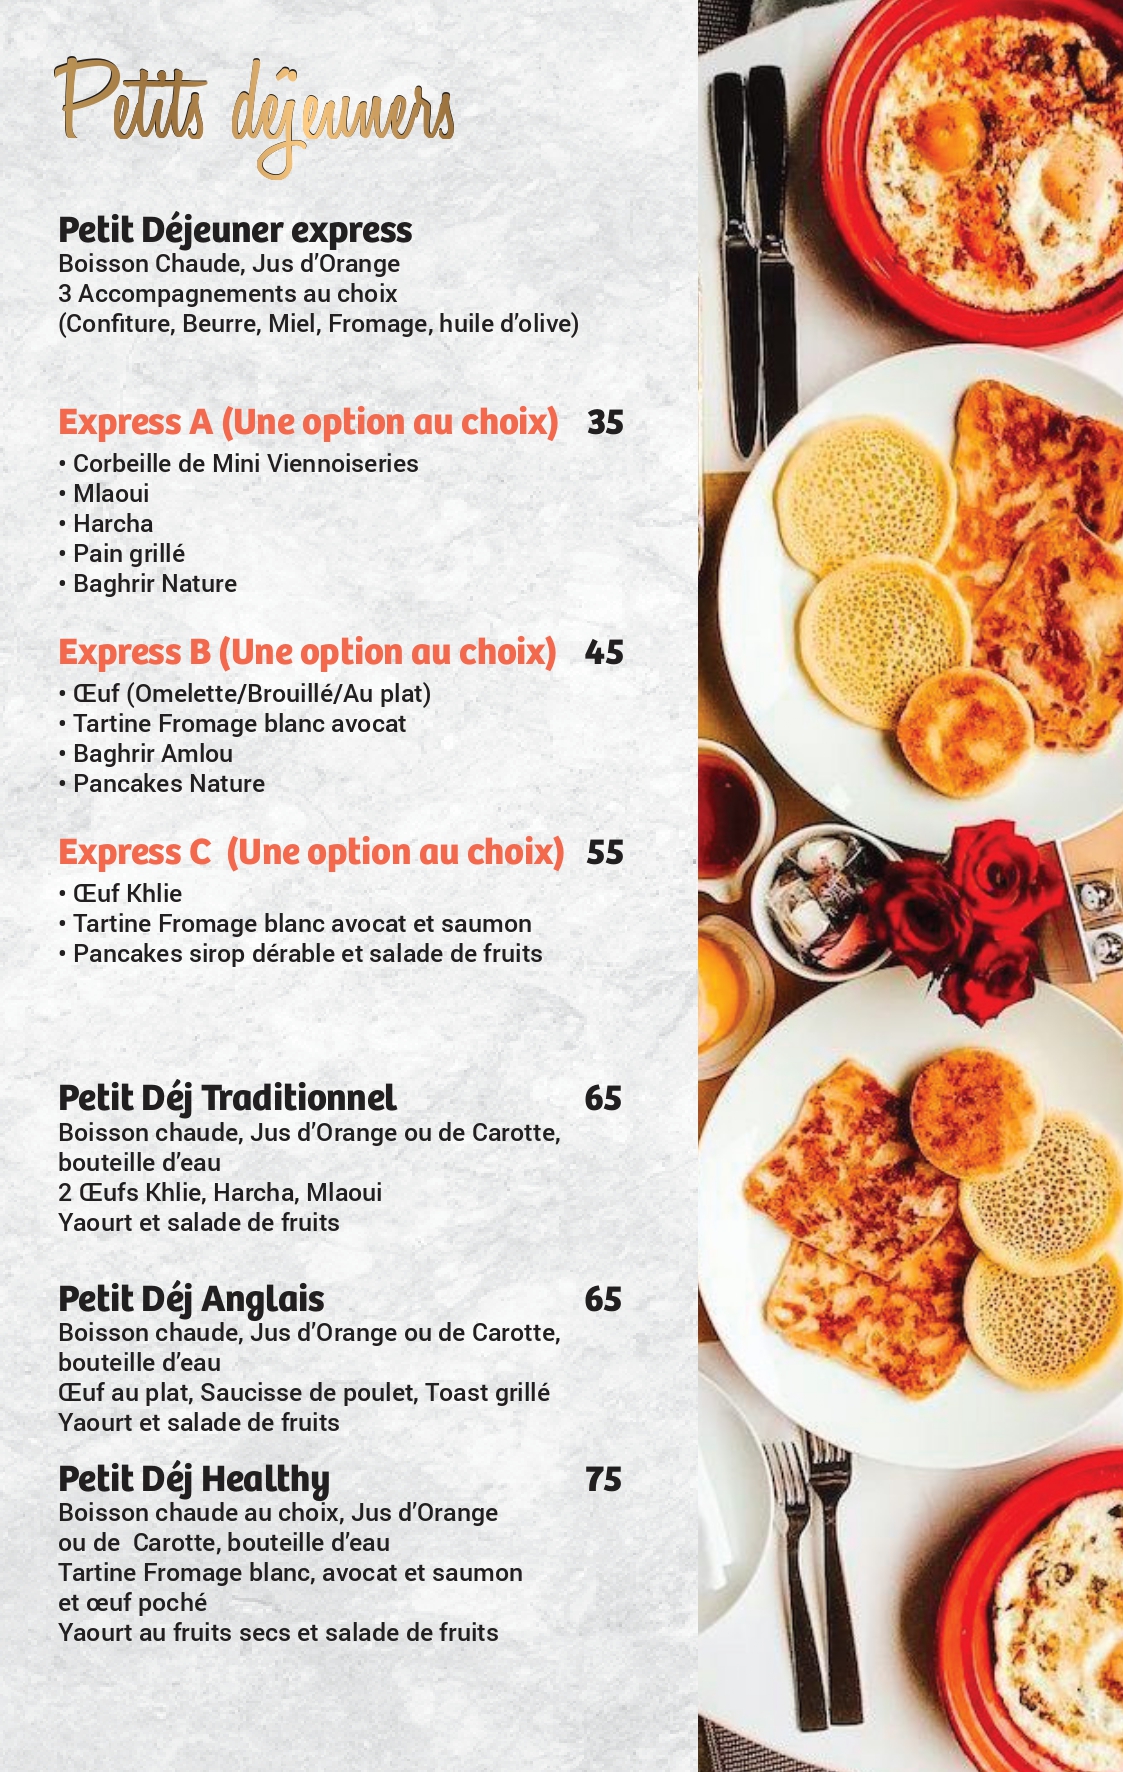 Petits déjeuners
Petit Déjeuner express
Boisson Chaude, Jus d’Orange
3 Accompagnements au choix
(Confiture, Beurre, Miel, Fromage, huile d’olive)
Express A (Une option au choix) 35
• Corbeille de Mini Viennoiseries
• Mlaoui
• Harcha
• Pain grillé
• Baghrir Nature
Express B (Une option au choix) 45
• Œuf (Omelette/Brouillé/Au plat)
• Tartine Fromage blanc avocat
• Baghrir Amlou
• Pancakes Nature
Express C (Une option au choix) 55
• Œuf Khlie
• Tartine Fromage blanc avocat et saumon
• Pancakes sirop dérable et salade de fruits
Petit Déj Traditionnel 65
Boisson chaude, Jus d’Orange ou de Carotte,
bouteille d’eau
2 Œufs Khlie, Harcha, Mlaoui
Yaourt et salade de fruits
Petit Déj Anglais 65
Boisson chaude, Jus d’Orange ou de Carotte,
bouteille d’eau
Œuf au plat, Saucisse de poulet, Toast grillé
Yaourt et salade de fruits
Petit Déj Healthy 75
Boisson chaude au choix, Jus d’Orange
ou de Carotte, bouteille d’eau
Tartine Fromage blanc, avocat et saumon
et œuf poché
Yaourt au fruits secs et salade de fruits